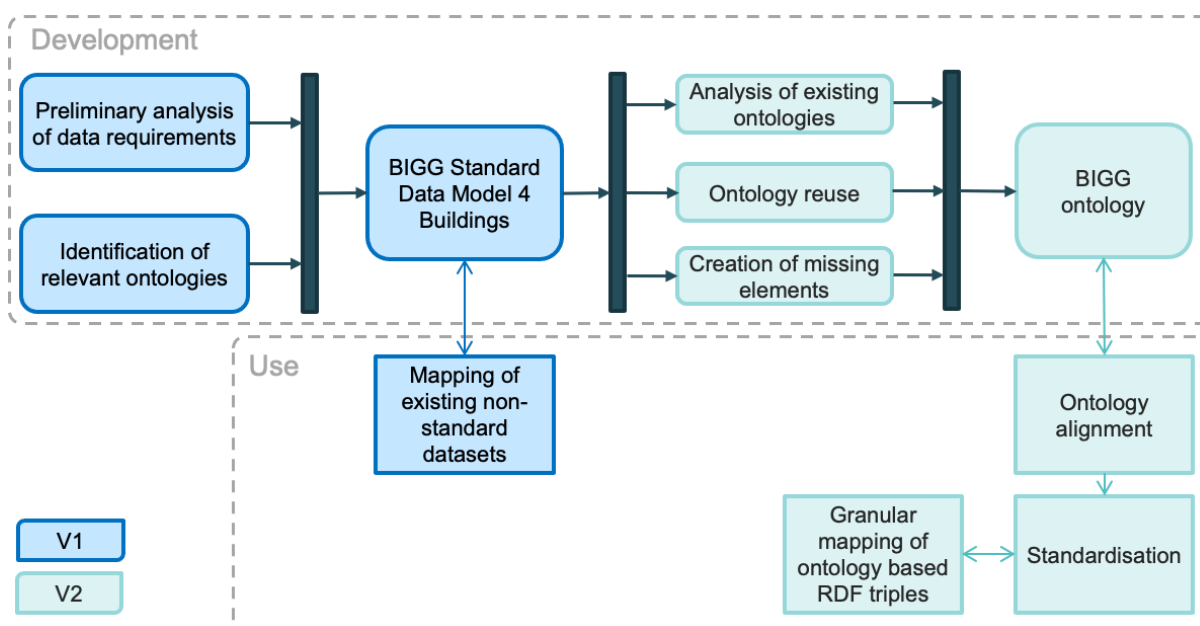 Development
Preliminary analysis
of data requirements
Identification of
relevant ontologies
BIGG Standard
Data Model 4
Buildings
Analysis of existing
ontologies
Ontology reuse
Creation of missing
elements
BIGG
ontology
Use
Mapping of
existing non-
standard
datasets
Ontology
alignment
Granular
mapping of
ontology based
RDF triples
Standardisation
V1
V2